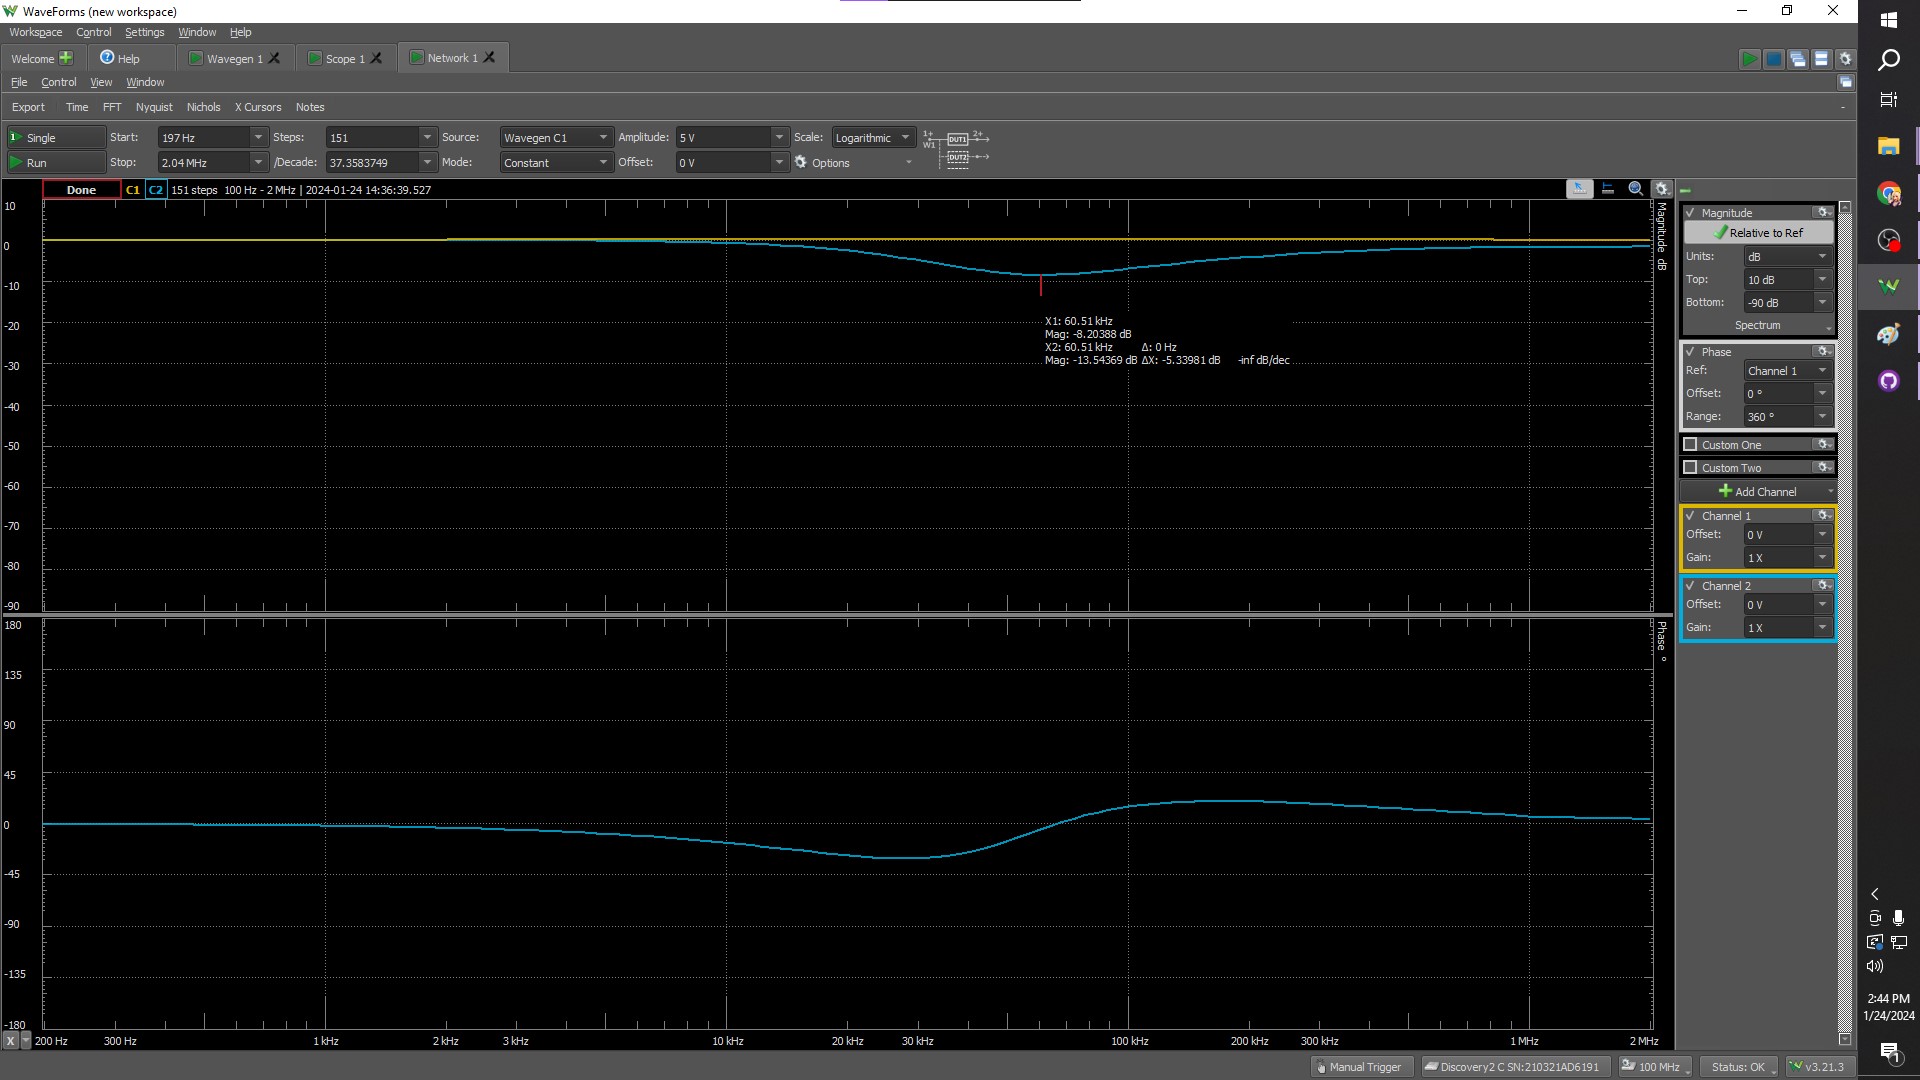 WaveForms (new workspace)
Workspace Control Settings Window Help
Welcome Help Wavegen 1 Scope 1 Network 1
File Control View Window
Export Time FFT Nyquist Nichols X Cursors Notes
Single Start: 197 Hz Steps: 151 Source: Wavegen C1 Amplitude: 5 V Scale: Logarithmic
Run Stop: 2.04 MHz /Decade: 37.3583749 Mode: Constant Offset: 0 V Options
1+ W1 DUT1 2+
DUT2
Done C1 C2 151 steps 100 Hz - 2 MHz | 2024-01-24 14:36:39.527
10
0
-10
-20
-30
-40
-50
-60
-70
-80
-90
Magnitude dB
X1: 60.51 kHz
Mag: -8.20388 dB
X2: 60.51 kHz Δ: 0 Hz
Mag: -13.54369 dB ΔX: -5.33981 dB -inf dB/dec
180
135
90
45
0
-45
-90
-135
-180
Phase °
X 200 Hz 300 Hz 1 kHz 2 kHz 3 kHz 10 kHz 20 kHz 30 kHz 100 kHz 200 kHz 300 kHz 1 MHz 2 MHz
Magnitude
Relative to Ref
Units: dB
Top: 10 dB
Bottom: -90 dB
Spectrum
Phase
Ref: Channel 1
Offset: 0 °
Range: 360 °
Custom One
Custom Two
Add Channel
Channel 1
Offset: 0 V
Gain: 1 X
Channel 2
Offset: 0 V
Gain: 1 X
Manual Trigger Discovery2 C SN:210321AD6191 100 MHz Status: OK v3.21.3
2:44 PM
1/24/2024
1